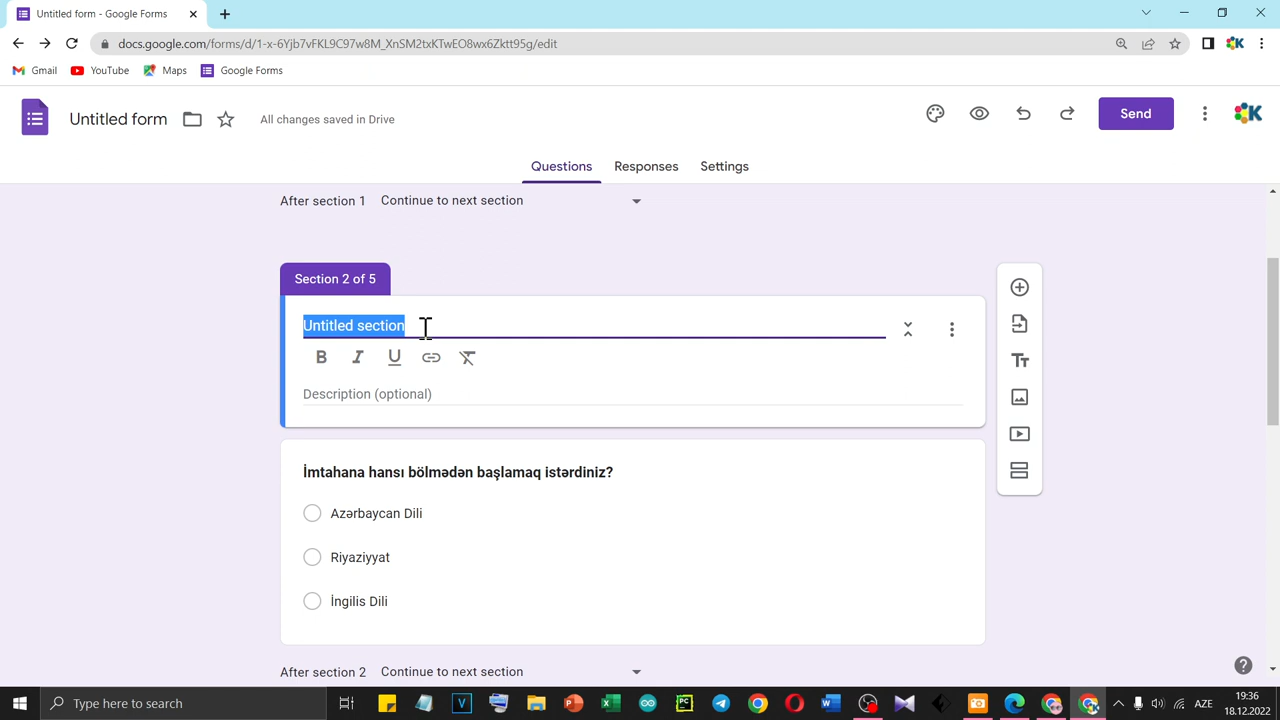 Untitled form - Google Forms
docs.google.com/forms/d/1-x-6Yjb7vFKL9C97w8M_XnSM2txKTwEO8wx6Zktt95g/edit
Gmail YouTube Maps Google Forms
Untitled form All changes saved in Drive Send
Questions Responses Settings
After section 1 Continue to next section
Section 2 of 5
Untitled section
B I U
Description (optional)
İmtahana hansı bölmədən başlamaq istərdiniz?
Azərbaycan Dili
Riyaziyyat
İngilis Dili
After section 2 Continue to next section
Type here to search
AZE
19:36
18.12.2022